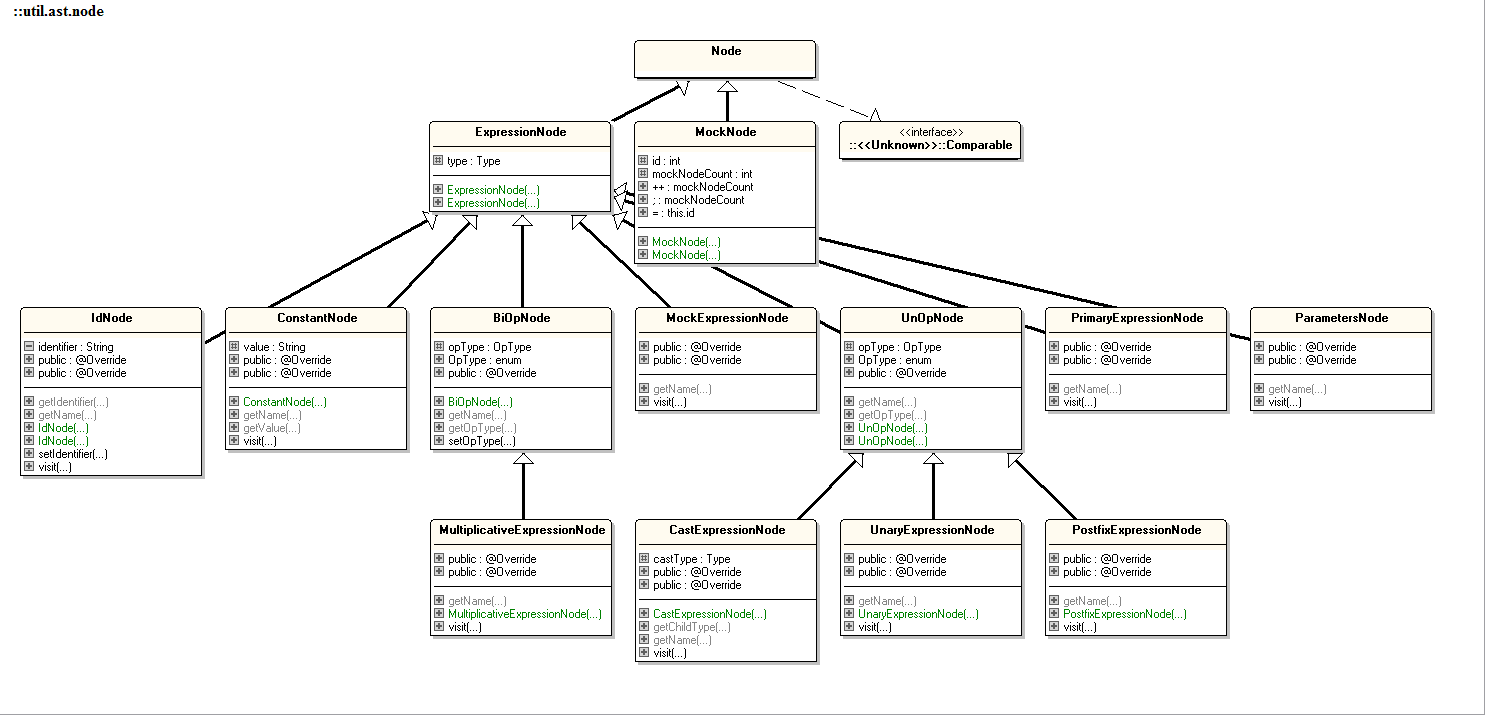 ::util.ast.node
Node
ExpressionNode
type : Type
ExpressionNode(...)
ExpressionNode(...)
MockNode
id : int
mockNodeCount : int
++ : mockNodeCount
; : mockNodeCount
= : this.id
MockNode(...)
MockNode(...)
<<interface>>
::<<Unknown>>::Comparable
IdNode
identifier : String
public : @Override
public : @Override
getIdentifier(...)
getName(...)
IdNode(...)
IdNode(...)
setIdentifier(...)
visit(...)
ConstantNode
value : String
public : @Override
public : @Override
ConstantNode(...)
getName(...)
getValue(...)
visit(...)
BiOpNode
opType : OpType
OpType : enum
public : @Override
BiOpNode(...)
getName(...)
getOpType(...)
setOpType(...)
MockExpressionNode
public : @Override
public : @Override
getName(...)
visit(...)
UnOpNode
opType : OpType
OpType : enum
public : @Override
getName(...)
getOpType(...)
UnOpNode(...)
UnOpNode(...)
PrimaryExpressionNode
public : @Override
public : @Override
getName(...)
visit(...)
ParametersNode
public : @Override
public : @Override
getName(...)
visit(...)
MultiplicativeExpressionNode
public : @Override
public : @Override
getName(...)
MultiplicativeExpressionNode(...)
visit(...)
CastExpressionNode
castType : Type
public : @Override
public : @Override
CastExpressionNode(...)
getChildType(...)
getName(...)
visit(...)
UnaryExpressionNode
public : @Override
public : @Override
getName(...)
UnaryExpressionNode(...)
visit(...)
PostfixExpressionNode
public : @Override
public : @Override
getName(...)
PostfixExpressionNode(...)
visit(...)